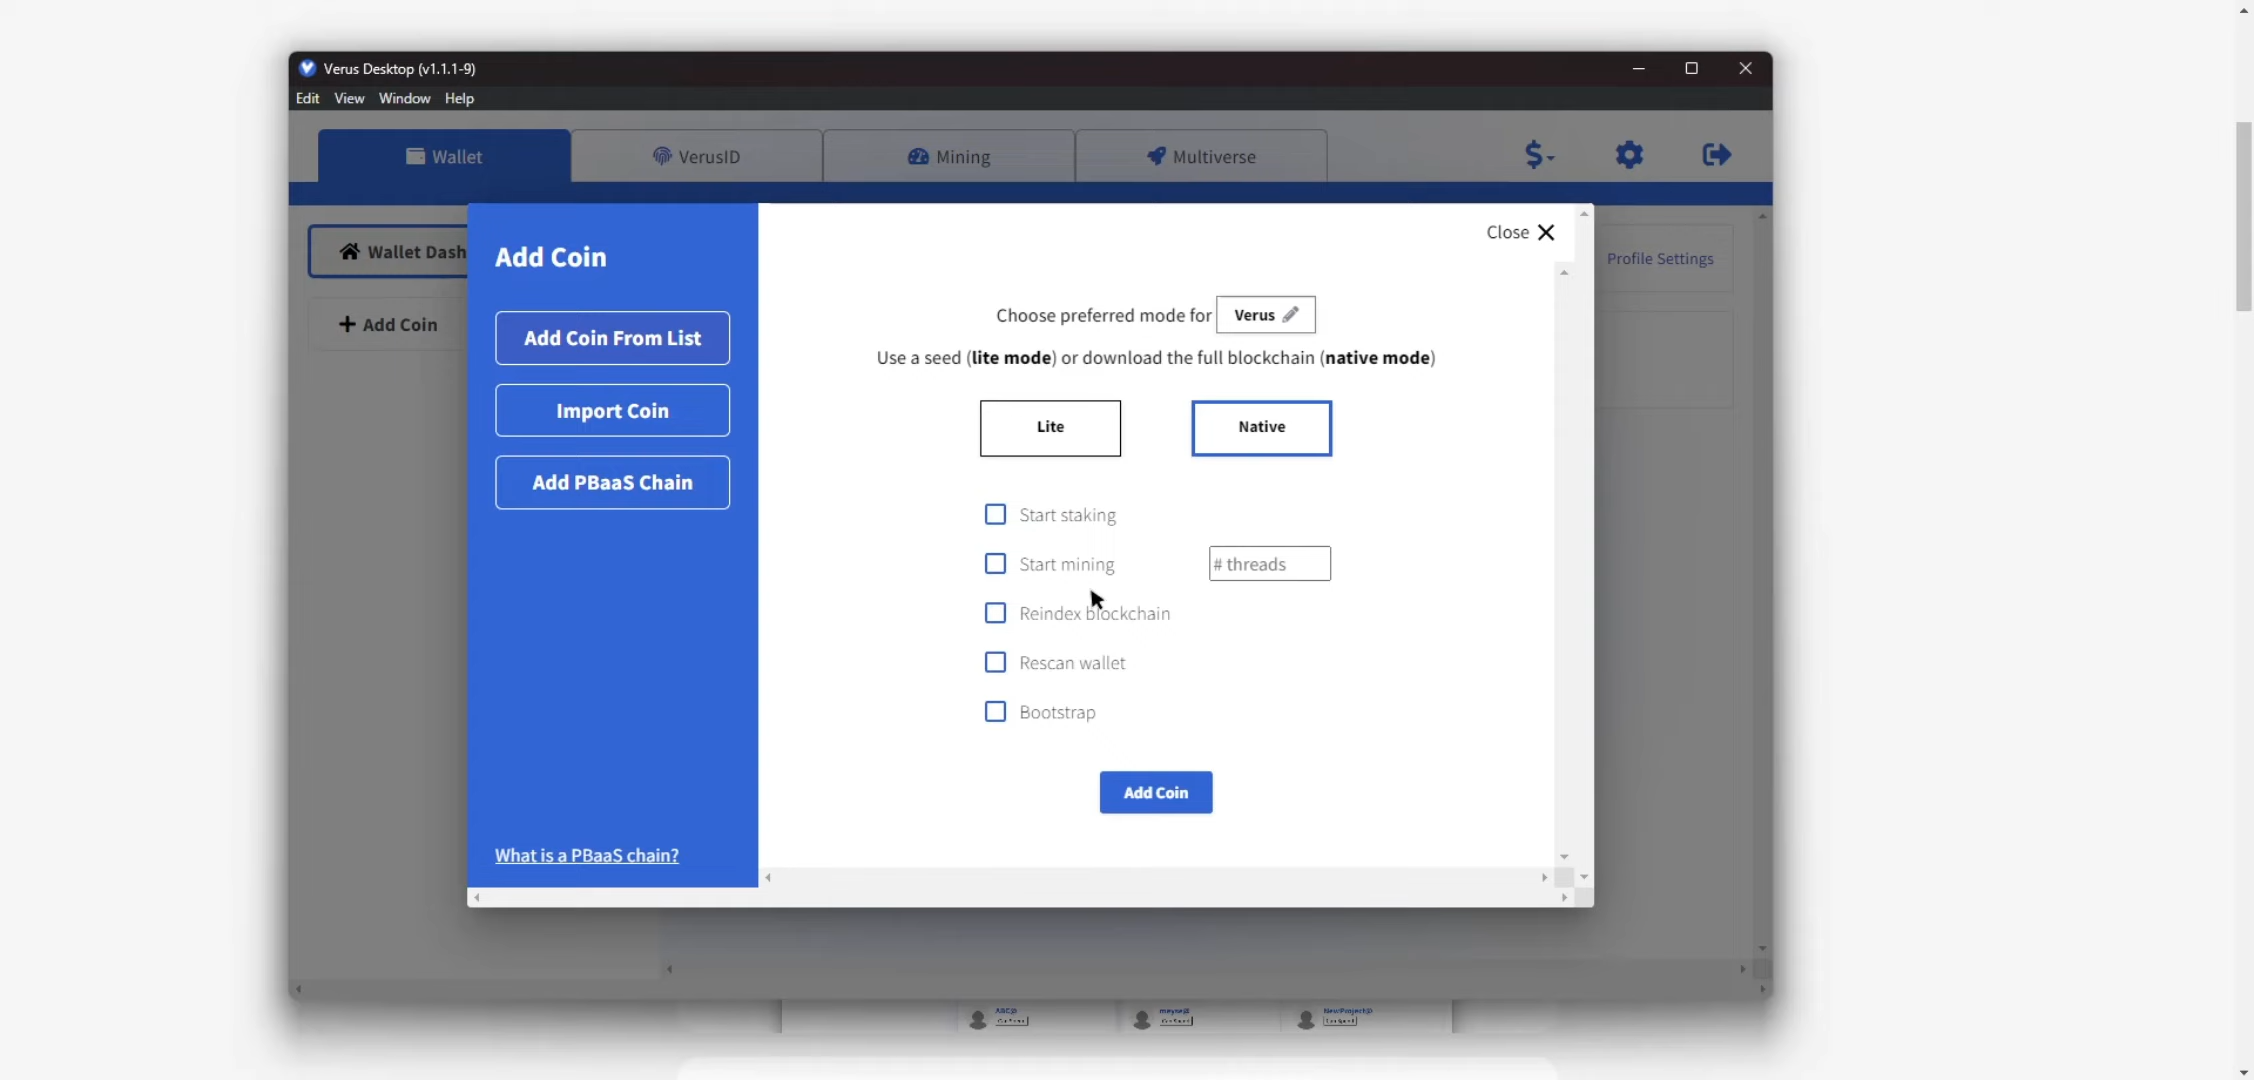 Verus Desktop (v1.1.1-9)
Edit View Window Help
Wallet VerusID Mining Multiverse $
Wallet Dash
Add Coin
Profile Settings
Add Coin
Add Coin From List
Import Coin
Add PBaaS Chain
What is a PBaaS chain?
Close
Choose preferred mode for Verus
Use a seed (lite mode) or download the full blockchain (native mode)
Lite Native
Start staking
Start mining # threads
Reindex blockchain
Rescan wallet
Bootstrap
Add Coin
ABC@ meyse@ NewProject@